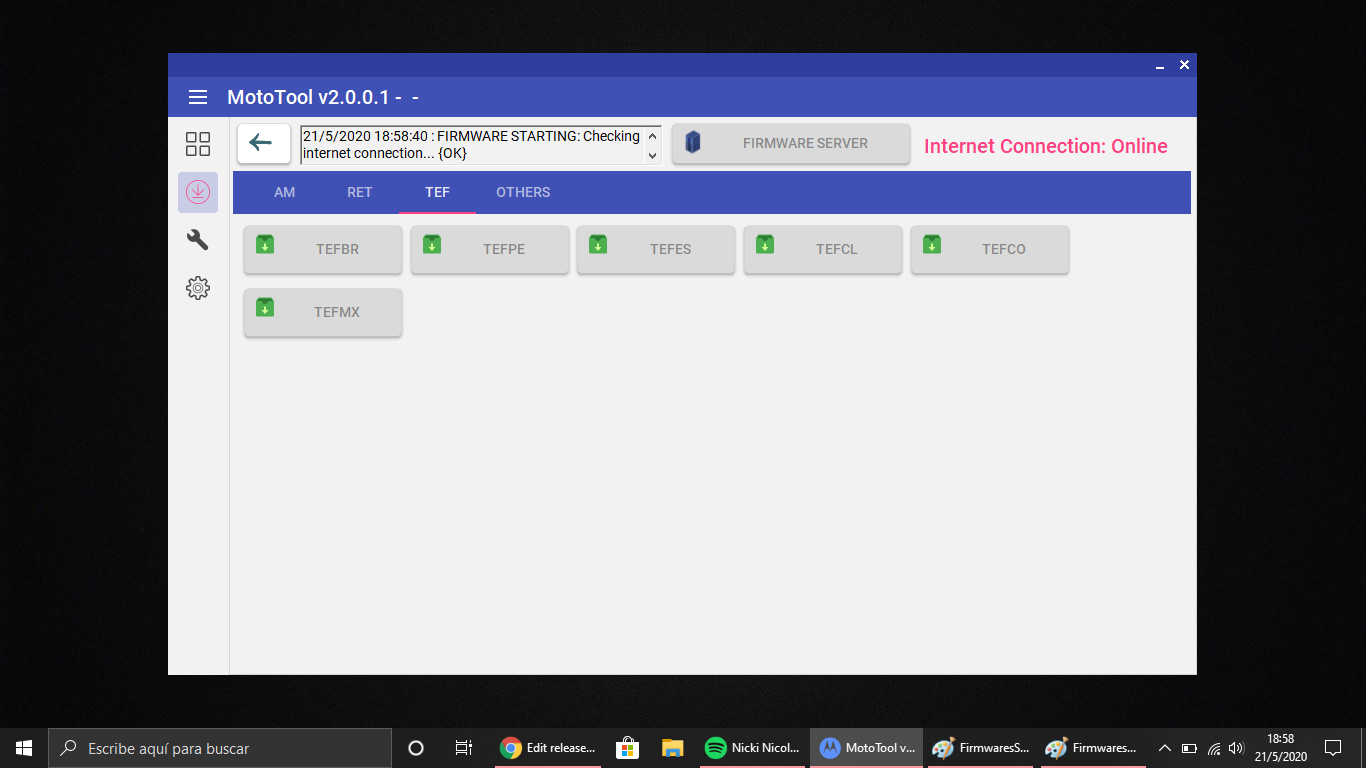 MotoTool v2.0.0.1 -  -
21/5/2020 18:58:40 : FIRMWARE STARTING: Checking
internet connection... {OK}
FIRMWARE SERVER
Internet Connection: Online
AM RET TEF OTHERS
TEFBR TEFPE TEFES TEFCL TEFCO
TEFMX
Escribe aquí para buscar
Edit release...
Nicki Nicol...
MotoTool v...
FirmwaresS...
Firmwares...
18:58
21/5/2020